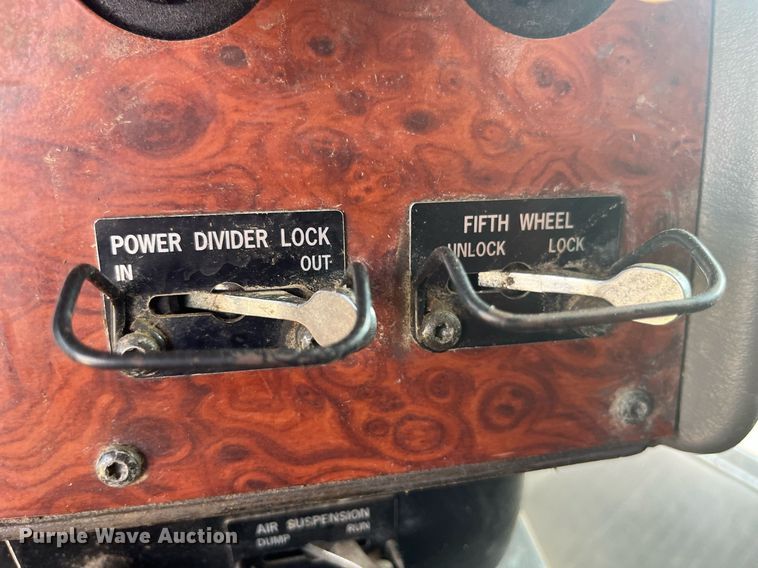 POWER DIVIDER LOCK
IN OUT
FIFTH WHEEL
UNLOCK LOCK
AIR SUSPENSION
DUMP RUN
Purple Wave Auction